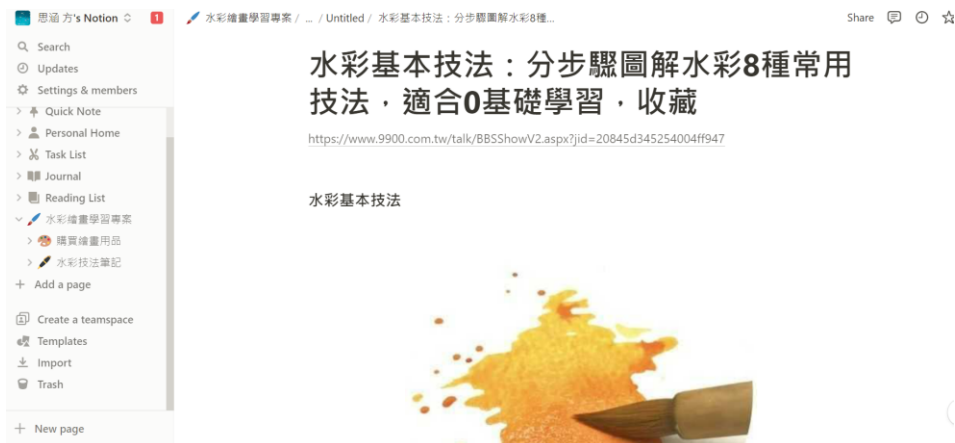 思涵 方's Notion
1
水彩繪畫學習專案 / ... / Untitled / 水彩基本技法：分步驟圖解水彩8種...
Share
Search
Updates
Settings & members
Quick Note
Personal Home
Task List
Journal
Reading List
水彩繪畫學習專案
購買繪畫用品
水彩技法筆記
Add a page
Create a teamspace
Templates
Import
Trash
New page
水彩基本技法：分步驟圖解水彩8種常用
技法，適合0基礎學習，收藏
https://www.9900.com.tw/talk/BBSShowV2.aspx?jid=20845d345254004ff947
水彩基本技法